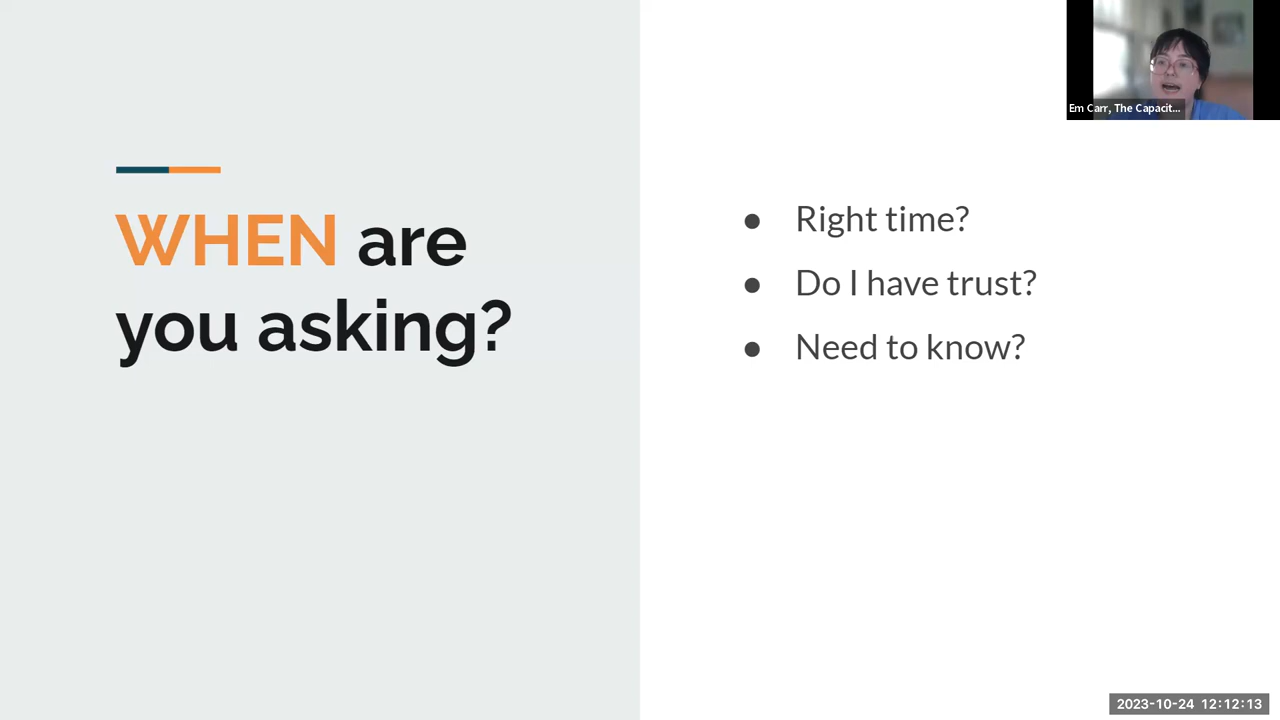 WHEN are
you asking?
● Right time?
● Do I have trust?
● Need to know?
Em Carr, The Capacit...
2023-10-24 12:12:13